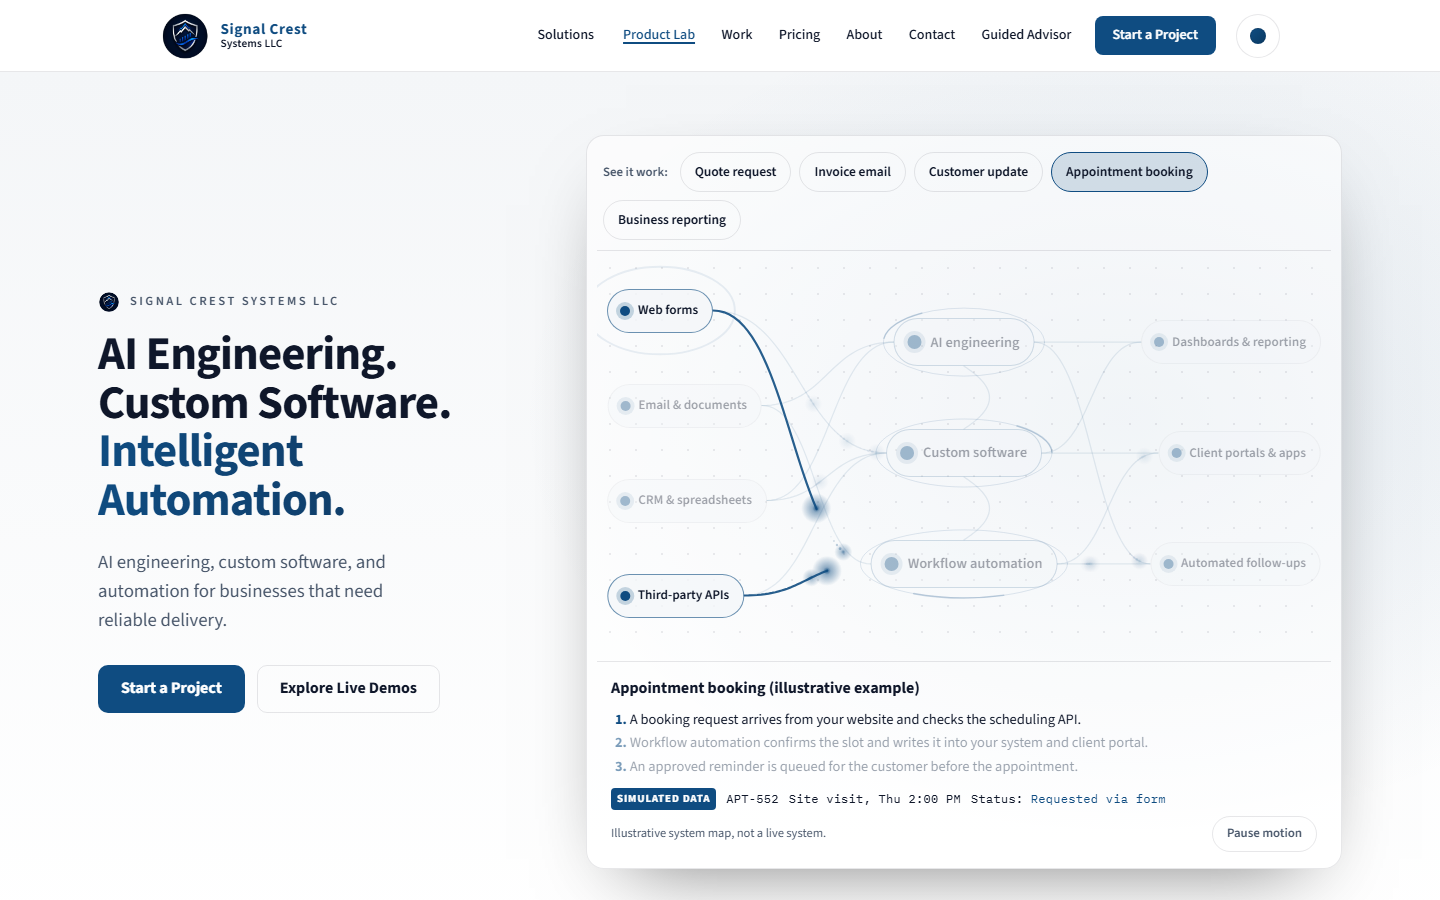 Signal Crest
Systems LLC
Solutions
Product Lab
Work
Pricing
About
Contact
Guided Advisor
Start a Project
SIGNAL CREST SYSTEMS LLC
AI Engineering.
Custom Software.
Intelligent
Automation.
AI engineering, custom software, and
automation for businesses that need
reliable delivery.
Start a Project
Explore Live Demos
See it work:
Quote request
Invoice email
Customer update
Appointment booking
Business reporting
Web forms
Email & documents
CRM & spreadsheets
Third-party APIs
AI engineering
Custom software
Workflow automation
Dashboards & reporting
Client portals & apps
Automated follow-ups
Appointment booking (illustrative example)
1. A booking request arrives from your website and checks the scheduling API.
2. Workflow automation confirms the slot and writes it into your system and client portal.
3. An approved reminder is queued for the customer before the appointment.
SIMULATED DATA APT-552 Site visit, Thu 2:00 PM Status: Requested via form
Illustrative system map, not a live system.
Pause motion